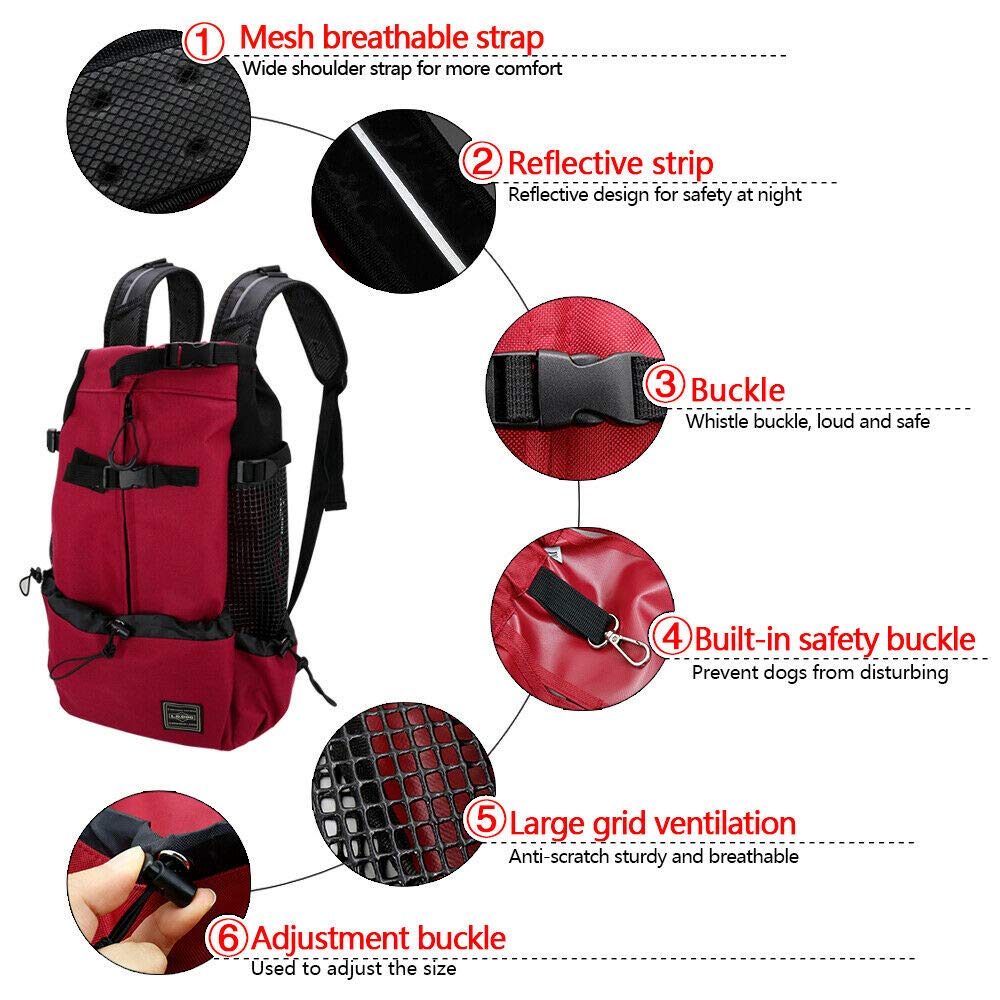 1 Mesh breathable strap
Wide shoulder strap for more comfort
2 Reflective strip
Reflective design for safety at night
3 Buckle
Whistle buckle, loud and safe
4 Built-in safety buckle
Prevent dogs from disturbing
5 Large grid ventilation
Anti-scratch sturdy and breathable
6 Adjustment buckle
Used to adjust the size